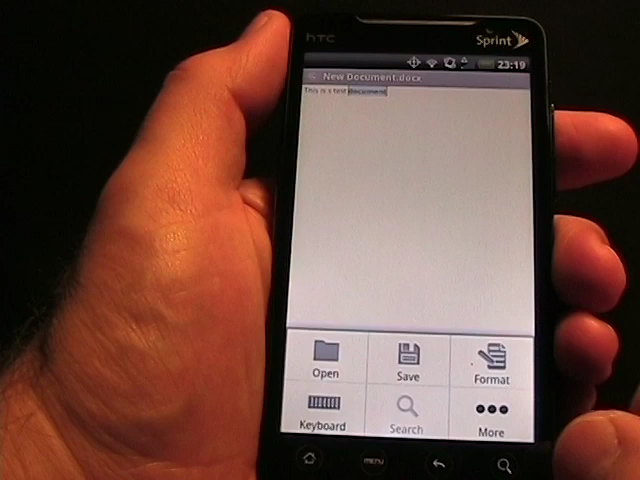 hTC
Sprint
23:19
New Document.docx
This is s test document
Open
Save
Format
Keyboard
Search
More
MENU